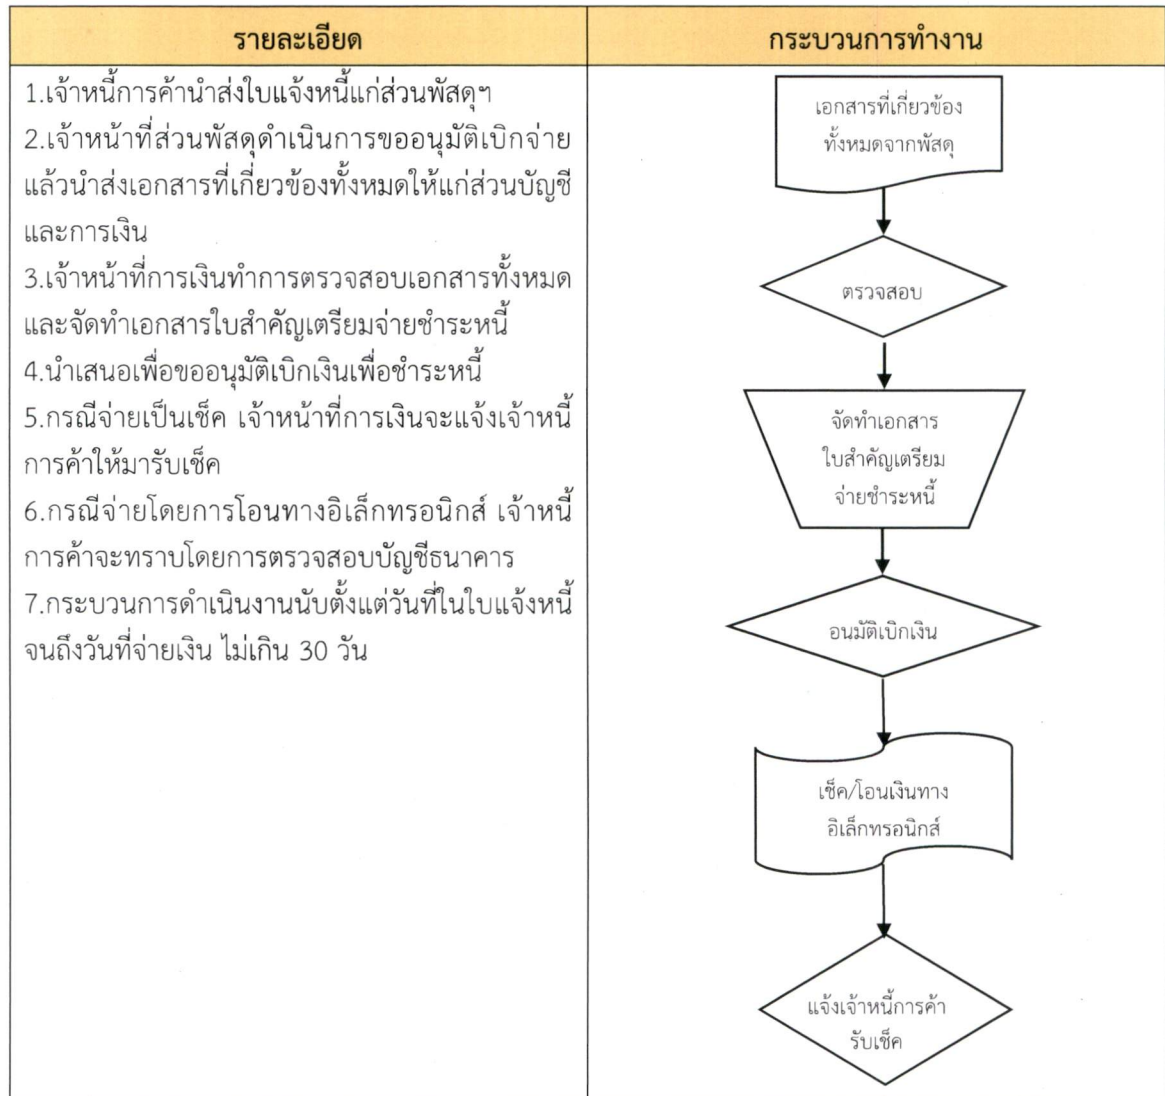 รายละเอียด
กระบวนการทำงาน
1.เจ้าหนี้การค้านำส่งใบแจ้งหนี้แก่ส่วนพัสดุฯ
2.เจ้าหน้าที่ส่วนพัสดุดำเนินการขออนุมัติเบิกจ่าย
แล้วนำส่งเอกสารที่เกี่ยวข้องทั้งหมดให้แก่ส่วนบัญชี
และการเงิน
3.เจ้าหน้าที่การเงินทำการตรวจสอบเอกสารทั้งหมด
และจัดทำเอกสารใบสำคัญเตรียมจ่ายชำระหนี้
4.นำเสนอเพื่อขออนุมัติเบิกเงินเพื่อชำระหนี้
5.กรณีจ่ายเป็นเช็ค เจ้าหน้าที่การเงินจะแจ้งเจ้าหนี้
การค้าให้มารับเช็ค
6.กรณีจ่ายโดยการโอนทางอิเล็กทรอนิกส์ เจ้าหนี้
การค้าจะทราบโดยการตรวจสอบบัญชีธนาคาร
7.กระบวนการดำเนินงานนับตั้งแต่วันที่ในใบแจ้งหนี้
จนถึงวันที่จ่ายเงิน ไม่เกิน 30 วัน
เอกสารที่เกี่ยวข้อง
ทั้งหมดจากพัสดุ
ตรวจสอบ
จัดทำเอกสาร
ใบสำคัญเตรียม
จ่ายชำระหนี้
อนมัติเบิกเงิน
เช็ค/โอนเงินทาง
อิเล็กทรอนิกส์
แจ้งเจ้าหนี้การค้า
รับเช็ค